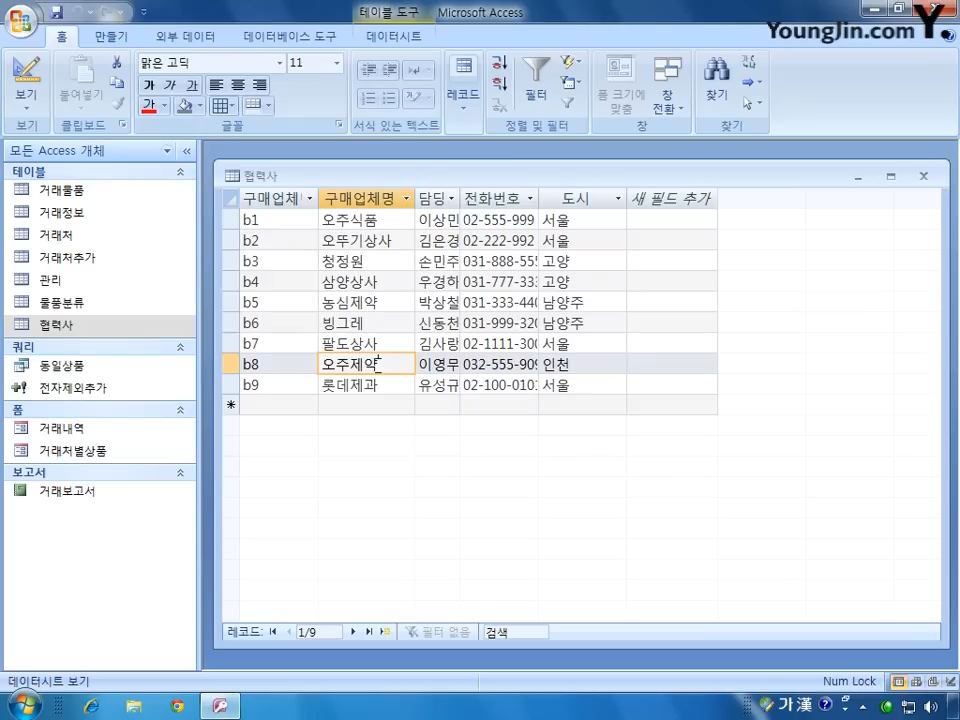 테이블 도구 Microsoft Access
YoungJin.com Y.
홈 만들기 외부 데이터 데이터베이스 도구 데이터시트
맑은 고딕 11
보기 붙여넣기 가 가 가 가 레코드 필터 폼 크기에 맞춤 창 전환 찾기
보기 클립보드 글꼴 서식 있는 텍스트 정렬 및 필터 창 찾기
모든 Access 개체
테이블
거래물품
거래정보
거래처
거래처추가
관리
물품분류
협력사
쿼리
동일상품
전자제외추가
폼
거래내역
거래처별상품
보고서
거래보고서
협력사
구매업체 구매업체명 담당 전화번호 도시 새 필드 추가
b1 오주식품 이상민 02-555-999 서울
b2 오뚜기상사 김은경 02-222-992 서울
b3 청정원 손민주 031-888-555 고양
b4 삼양상사 우경하 031-777-333 고양
b5 농심제약 박상철 031-333-440 남양주
b6 빙그레 신동천 031-999-320 남양주
b7 팔도상사 김사랑 02-1111-300 서울
b8 오주제약 이영무 032-555-909 인천
b9 롯데제과 유성규 02-100-0101 서울
레코드: 1/9 필터 없음 검색
데이터시트 보기 Num Lock
가 漢